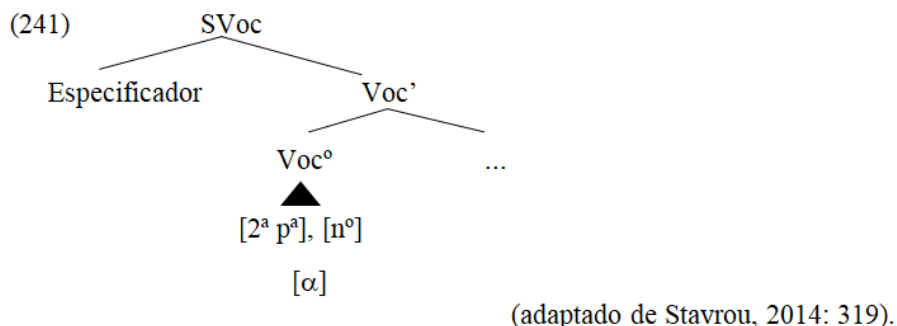 (241) SVoc
Especificador Voc’
Vocº ...
[2ª pª], [nº]
[α]
(adaptado de Stavrou, 2014: 319).